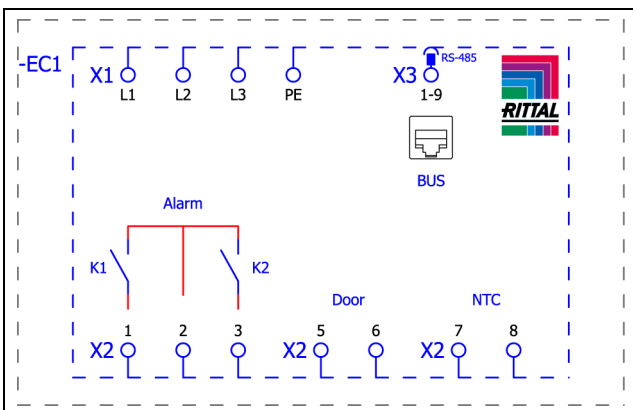 -EC1
X1 L1 L2 L3 PE
X3 RS-485
1-9
RITTAL
BUS
Alarm
K1 K2
Door NTC
1 2 3 5 6 7 8
X2 X2 X2